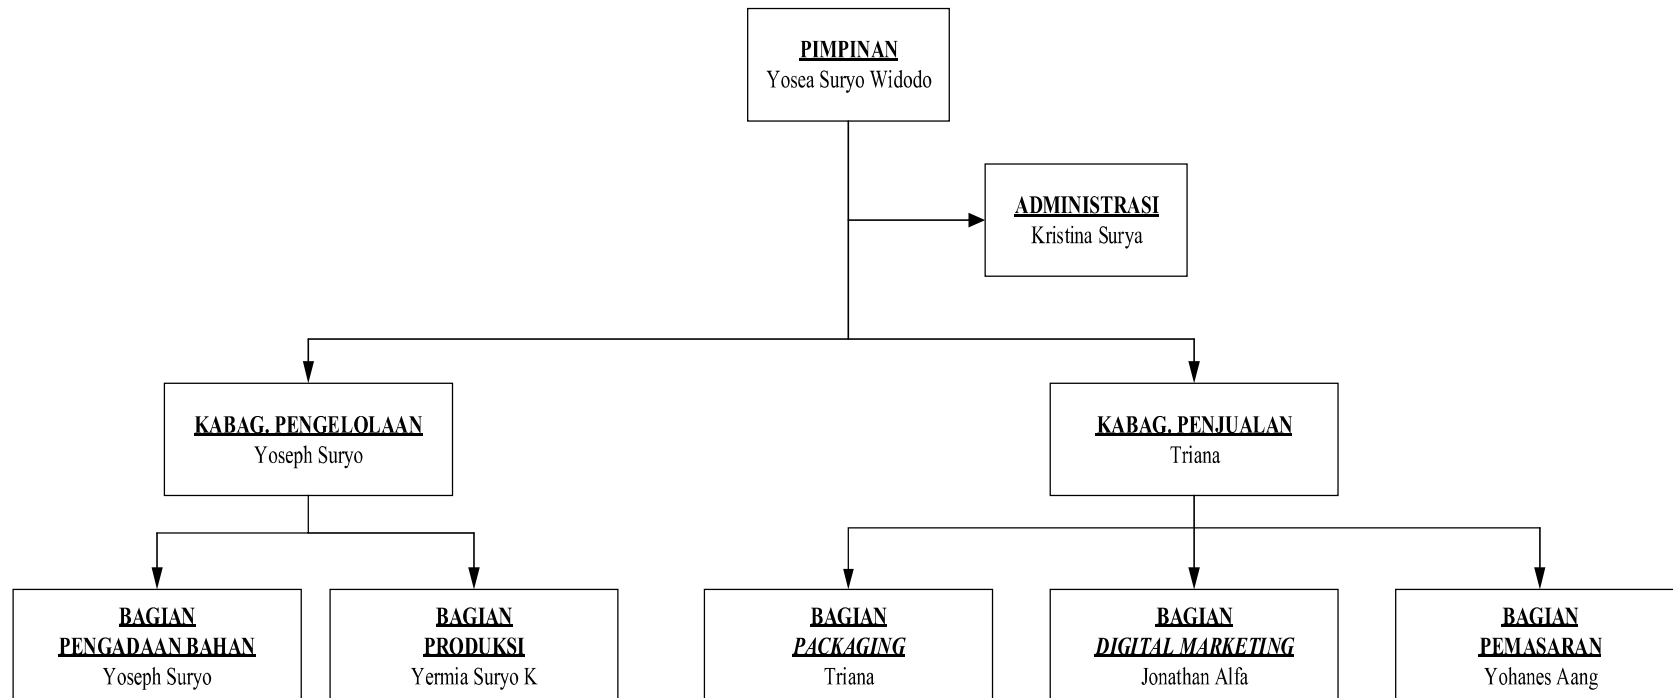 PIMPINAN
Yosea Suryo Widodo
ADMINISTRASI
Kristina Surya
KABAG. PENGELOLAAN
Yoseph Suryo
KABAG. PENJUALAN
Triana
BAGIAN
PENGADAAN BAHAN
Yoseph Suryo
BAGIAN
PRODUKSI
Yermia Suryo K
BAGIAN
PACKAGING
Triana
BAGIAN
DIGITAL MARKETING
Jonathan Alfa
BAGIAN
PEMASARAN
Yohanes Aang